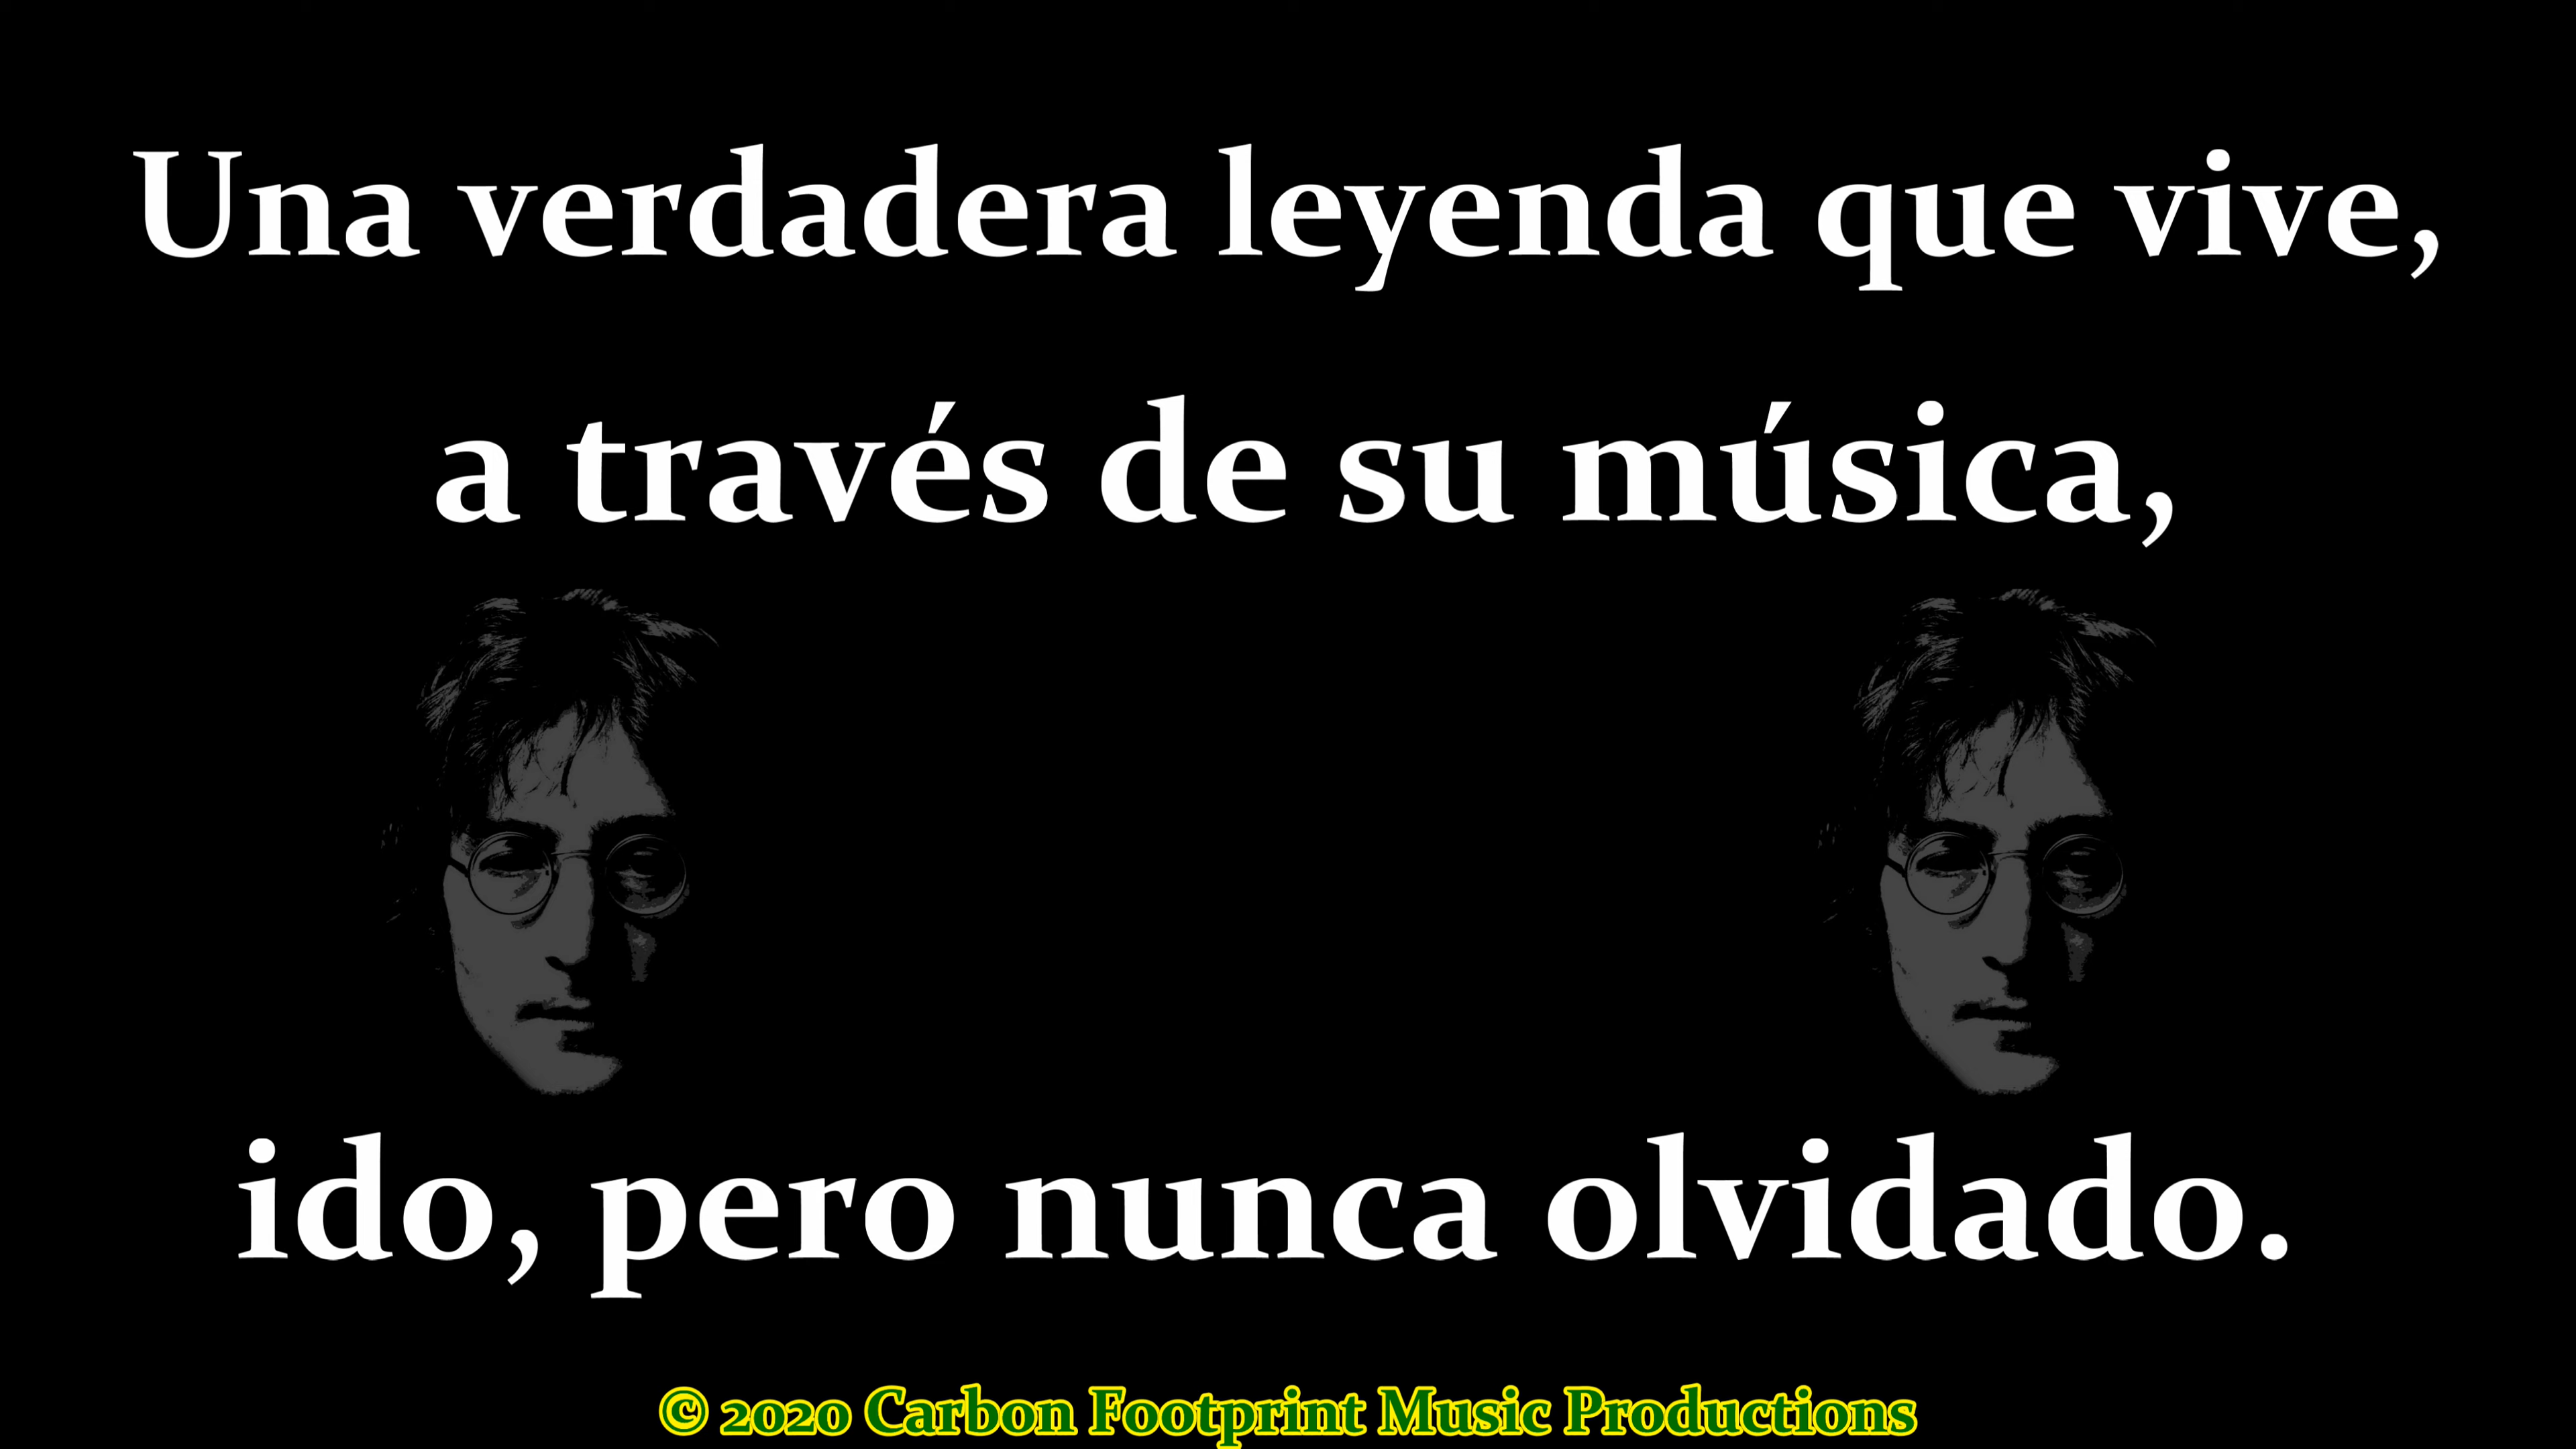 Una verdadera leyenda que vive,
a través de su música,
ido, pero nunca olvidado.
© 2020 Carbon Footprint Music Productions